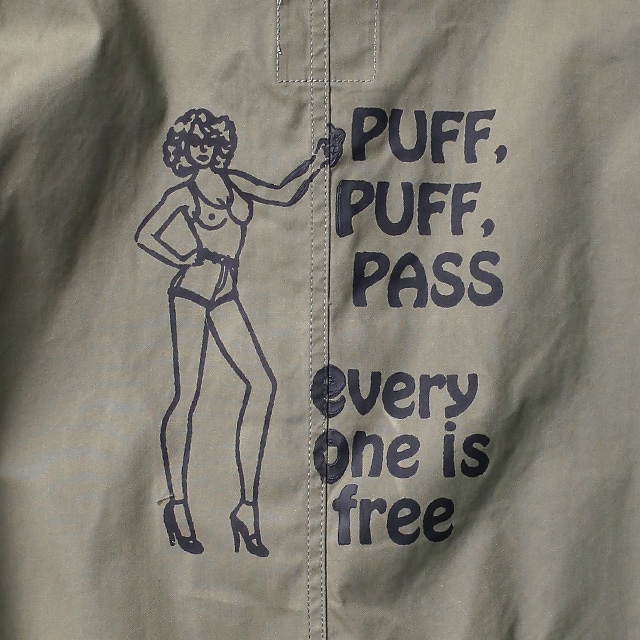 PUFF,
PUFF,
PASS
every
one is
free